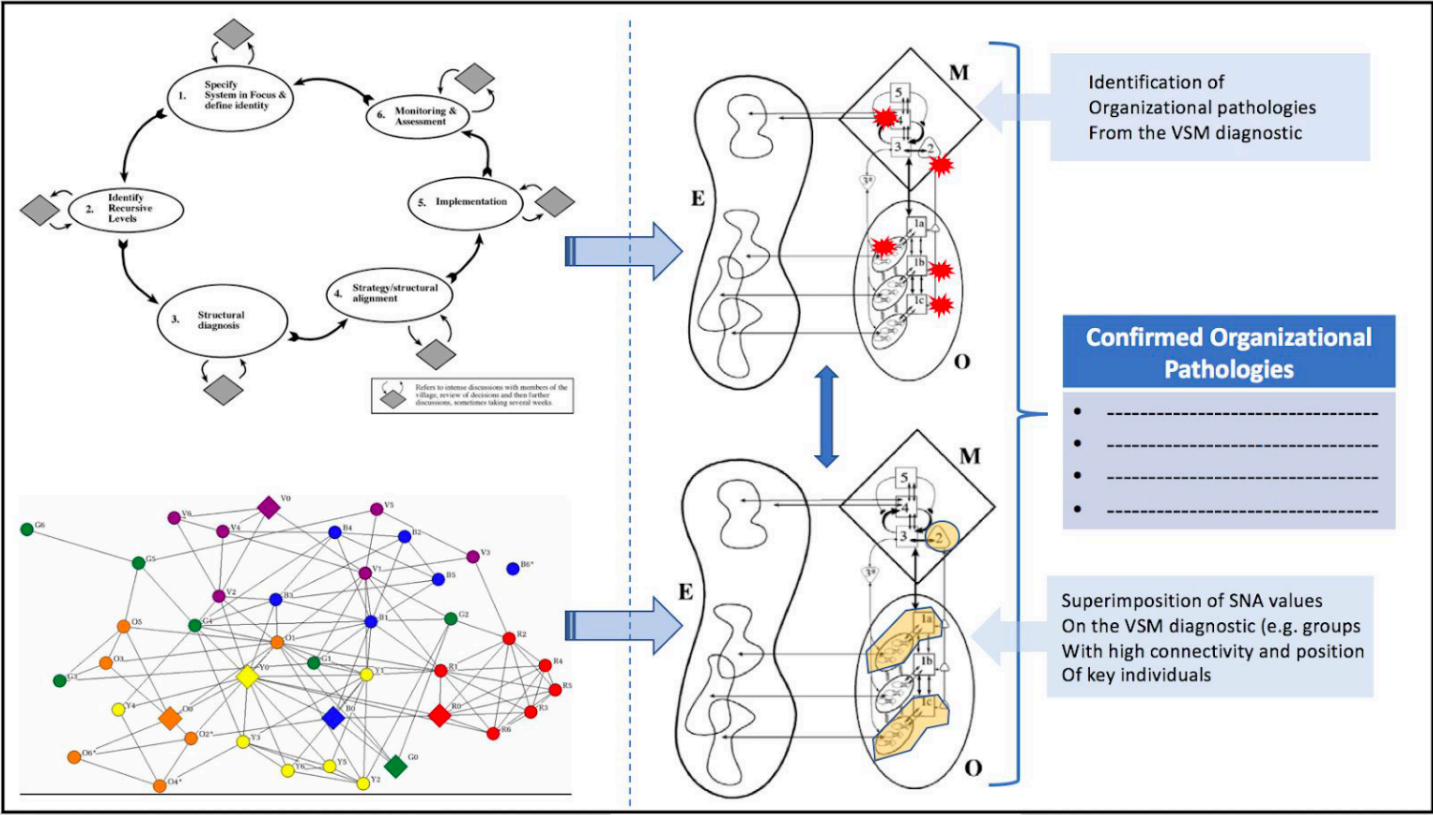 1.
Specify
System in Focus &
define identity
6.
Monitoring &
Assessment
2.
Identify
Recursive
Levels
5.
Implementation
3.
Structural
diagnosis
4.
Strategy/structural
alignment
Refers to intense discussions with members of the
village, review of decisions and then further
discussions, sometimes taking several weeks.
E
M
5
4
3
2
3*
1a
1b
1c
O
Identification of
Organizational pathologies
From the VSM diagnostic
Confirmed Organizational
Pathologies
• ----------------------------------
• ----------------------------------
• ----------------------------------
• ----------------------------------
V0
V6
V4
V5
G6
B4
B2
G5
V3
V1
B6*
B5
V2
B3
G4
B1
G2
O5
O1
R2
O3
G1
R4
G3
Y0
Y1
R1
R5
Y4
O0
B0
R0
R3
O2*
R6
Y3
O6*
Y6
Y5
G0
O4*
Y2
E
M
5
4
3
2
3*
1a
1b
1c
O
Superimposition of SNA values
On the VSM diagnostic (e.g. groups
With high connectivity and position
Of key individuals